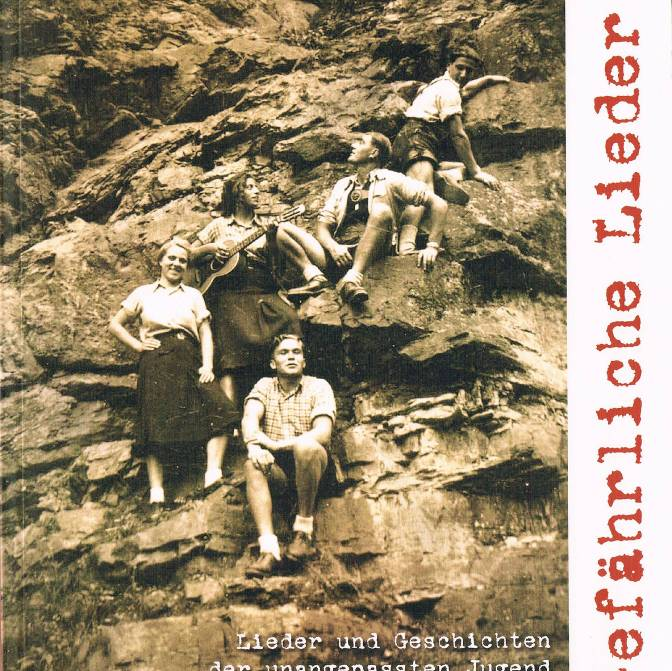 efährliche Lieder
Lieder und Geschichten
der unangepassten Jugend